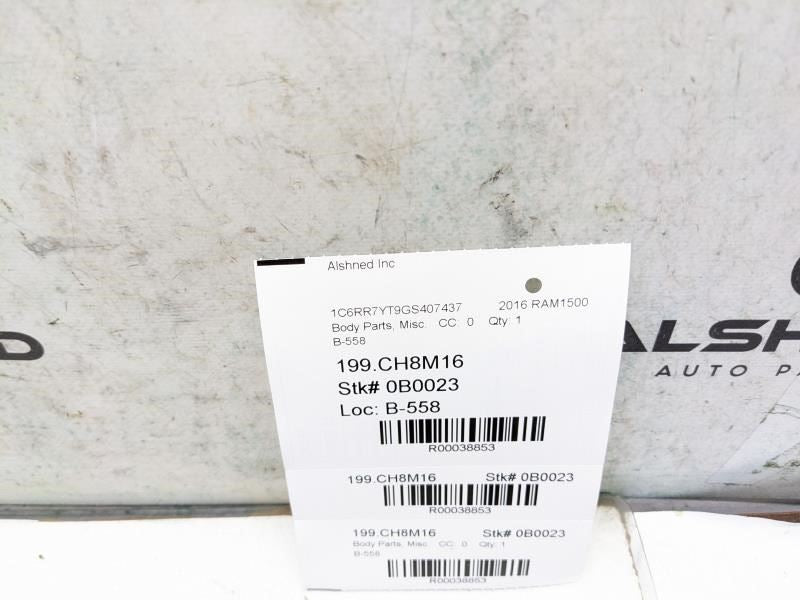 D
ALSH
AUTO PA
Alshned Inc
1C6RR7YT9GS407437 2016 RAM1500
Body Parts, Misc. CC: 0 Qty: 1
B-558
199.CH8M16
Stk# 0B0023
Loc: B-558
R00038853
199.CH8M16 Stk# 0B0023
R00038853
199.CH8M16 Stk# 0B0023
Body Parts, Misc. CC: 0 Qty: 1
B-558
R00038853